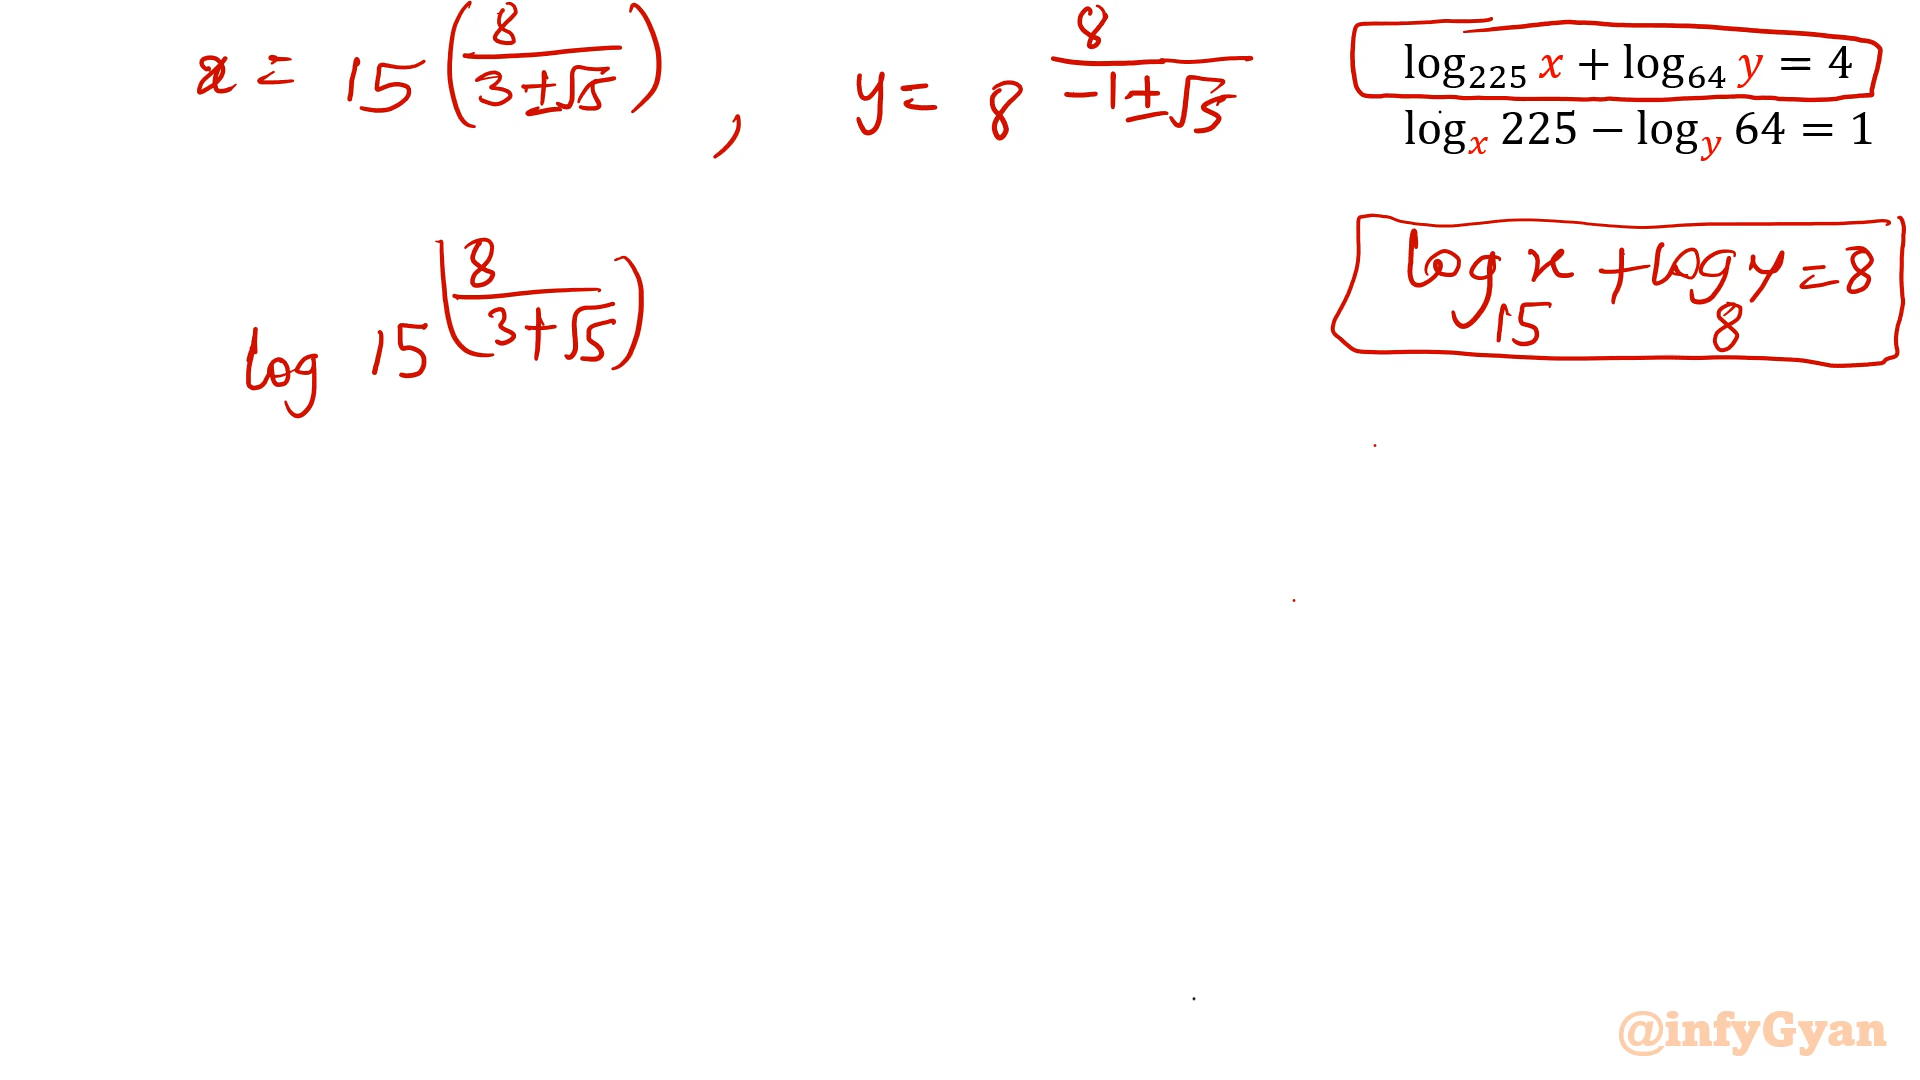 x = 15^(8/(3±√5)) , y = 8^(8/(-1±√5))
log₂₂₅ x + log₆₄ y = 4
logₓ 225 − log_y 64 = 1
log₁₅ x + log₈ y = 8
log 15^(8/(3+√5))
@infyGyan